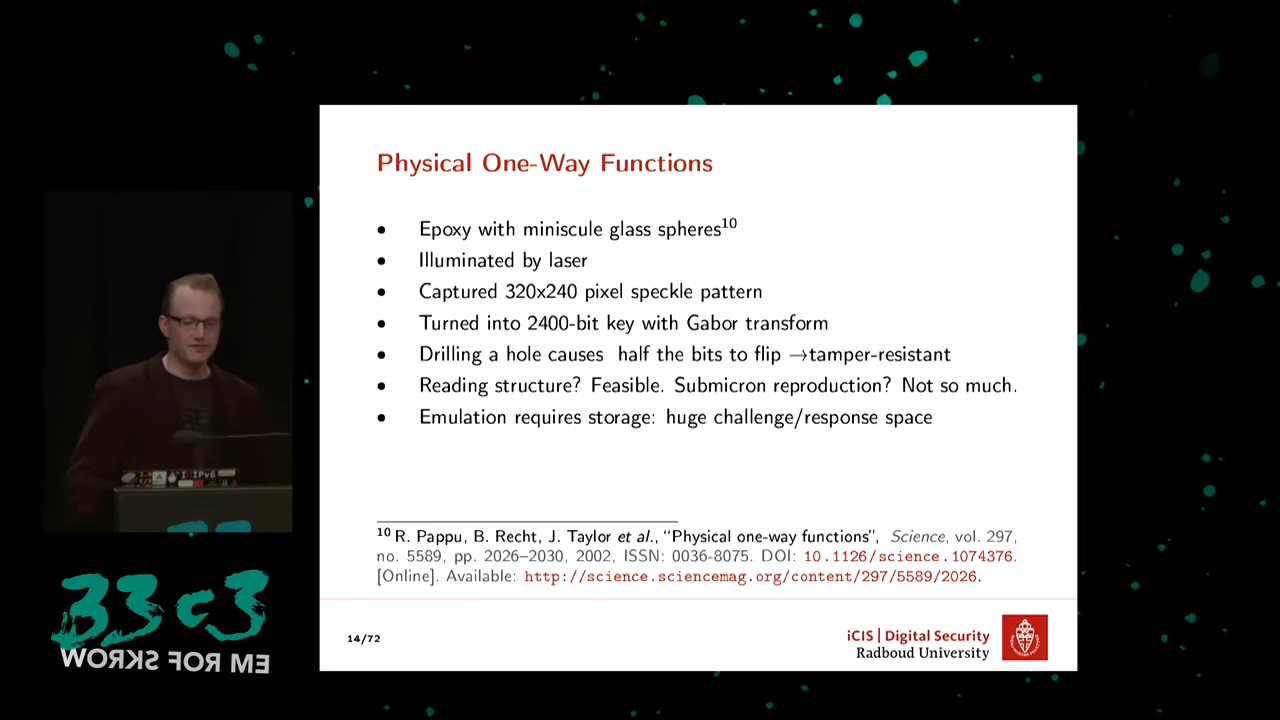 Physical One-Way Functions
• Epoxy with miniscule glass spheres10
• Illuminated by laser
• Captured 320x240 pixel speckle pattern
• Turned into 2400-bit key with Gabor transform
• Drilling a hole causes half the bits to flip →tamper-resistant
• Reading structure? Feasible. Submicron reproduction? Not so much.
• Emulation requires storage: huge challenge/response space
10 R. Pappu, B. Recht, J. Taylor et al., “Physical one-way functions”, Science, vol. 297,
no. 5589, pp. 2026–2030, 2002, ISSN: 0036-8075. DOI: 10.1126/science.1074376.
[Online]. Available: http://science.sciencemag.org/content/297/5589/2026.
14/72
iCIS | Digital Security
Radboud University
IPv6
33c3
WORKS FOR ME